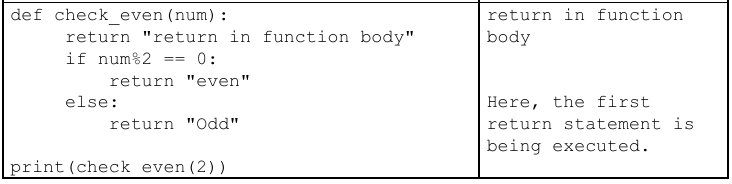 def check_even(num):
    return "return in function body"
    if num%2 == 0:
        return "even"
    else:
        return "Odd"
print(check_even(2))
return in function
body
Here, the first
return statement is
being executed.